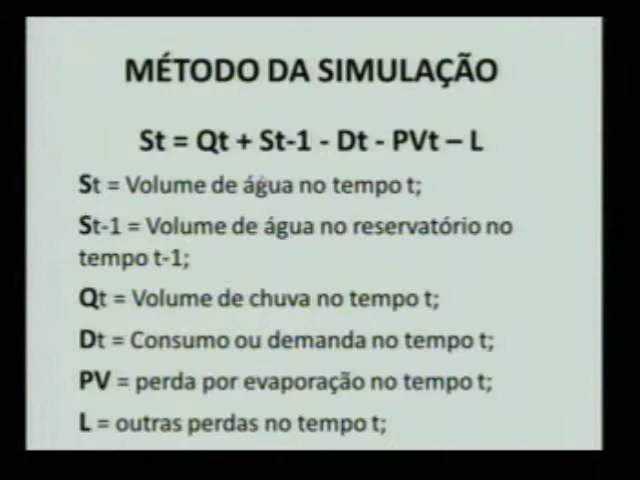 MÉTODO DA SIMULAÇÃO
St = Qt + St-1 - Dt - PVt – L
St = Volume de água no tempo t;
St-1 = Volume de água no reservatório no
tempo t-1;
Qt = Volume de chuva no tempo t;
Dt = Consumo ou demanda no tempo t;
PV = perda por evaporação no tempo t;
L = outras perdas no tempo t;